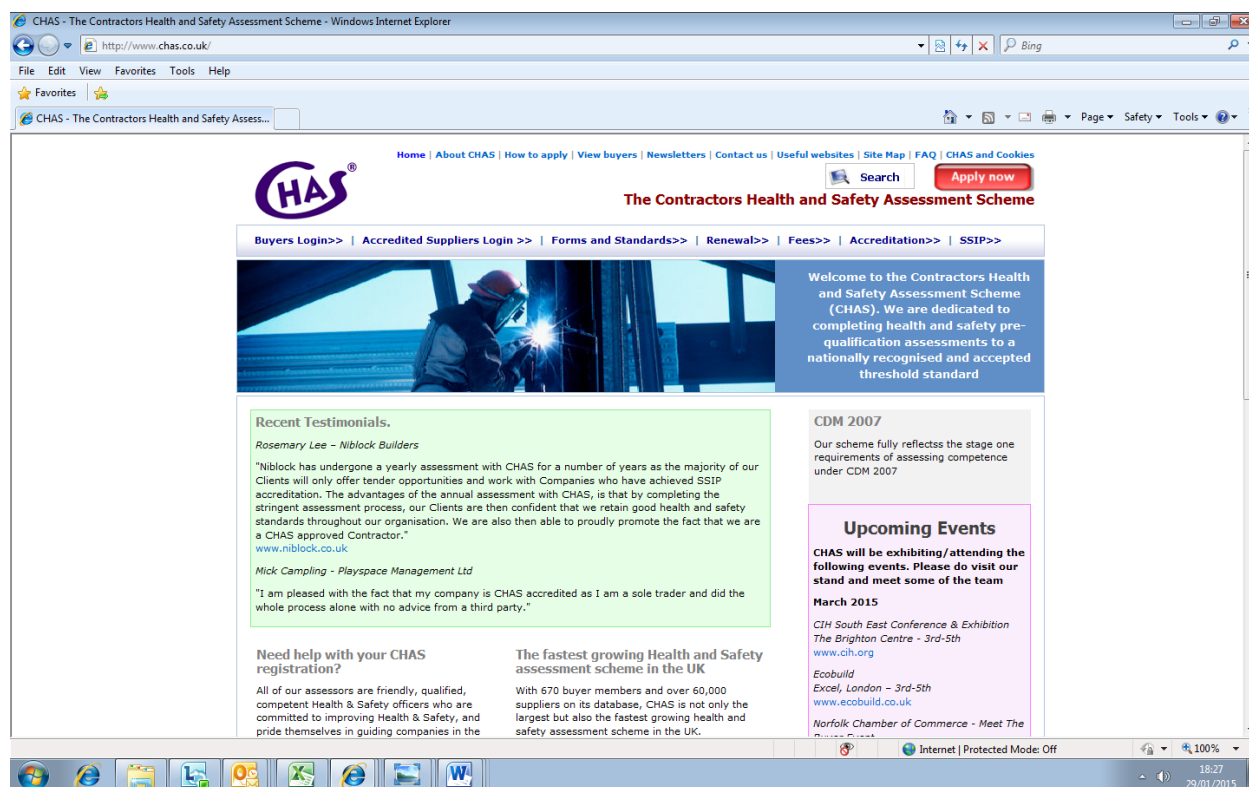 CHAS - The Contractors Health and Safety Assessment Scheme - Windows Internet Explorer
http://www.chas.co.uk/
Bing
File Edit View Favorites Tools Help
Favorites
CHAS - The Contractors Health and Safety Assess...
Page Safety Tools
Home | About CHAS | How to apply | View buyers | Newsletters | Contact us | Useful websites | Site Map | FAQ | CHAS and Cookies
CHAS®
Search
Apply now
The Contractors Health and Safety Assessment Scheme
Buyers Login>> | Accredited Suppliers Login >> | Forms and Standards>> | Renewal>> | Fees>> | Accreditation>> | SSIP>>
Welcome to the Contractors Health
and Safety Assessment Scheme
(CHAS). We are dedicated to
completing health and safety pre-
qualification assessments to a
nationally recognised and accepted
threshold standard
Recent Testimonials.
Rosemary Lee – Niblock Builders
"Niblock has undergone a yearly assessment with CHAS for a number of years as the majority of our
Clients will only offer tender opportunities and work with Companies who have achieved SSIP
accreditation. The advantages of the annual assessment with CHAS, is that by completing the
stringent assessment process, our Clients are then confident that we retain good health and safety
standards throughout our organisation. We are also then able to proudly promote the fact that we are
a CHAS approved Contractor."
www.niblock.co.uk
Mick Campling - Playspace Management Ltd
"I am pleased with the fact that my company is CHAS accredited as I am a sole trader and did the
whole process alone with no advice from a third party."
Need help with your CHAS
registration?
All of our assessors are friendly, qualified,
competent Health & Safety officers who are
committed to improving Health & Safety, and
pride themselves in guiding companies in the
The fastest growing Health and Safety
assessment scheme in the UK
With 670 buyer members and over 60,000
suppliers on its database, CHAS is not only the
largest but also the fastest growing health and
safety assessment scheme in the UK.
CDM 2007
Our scheme fully reflectss the stage one
requirements of assessing competence
under CDM 2007
Upcoming Events
CHAS will be exhibiting/attending the
following events. Please do visit our
stand and meet some of the team
March 2015
CIH South East Conference & Exhibition
The Brighton Centre - 3rd-5th
www.cih.org
Ecobuild
Excel, London – 3rd-5th
www.ecobuild.co.uk
Norfolk Chamber of Commerce - Meet The
Buyer Event
Internet | Protected Mode: Off
100%
18:27
29/01/2015